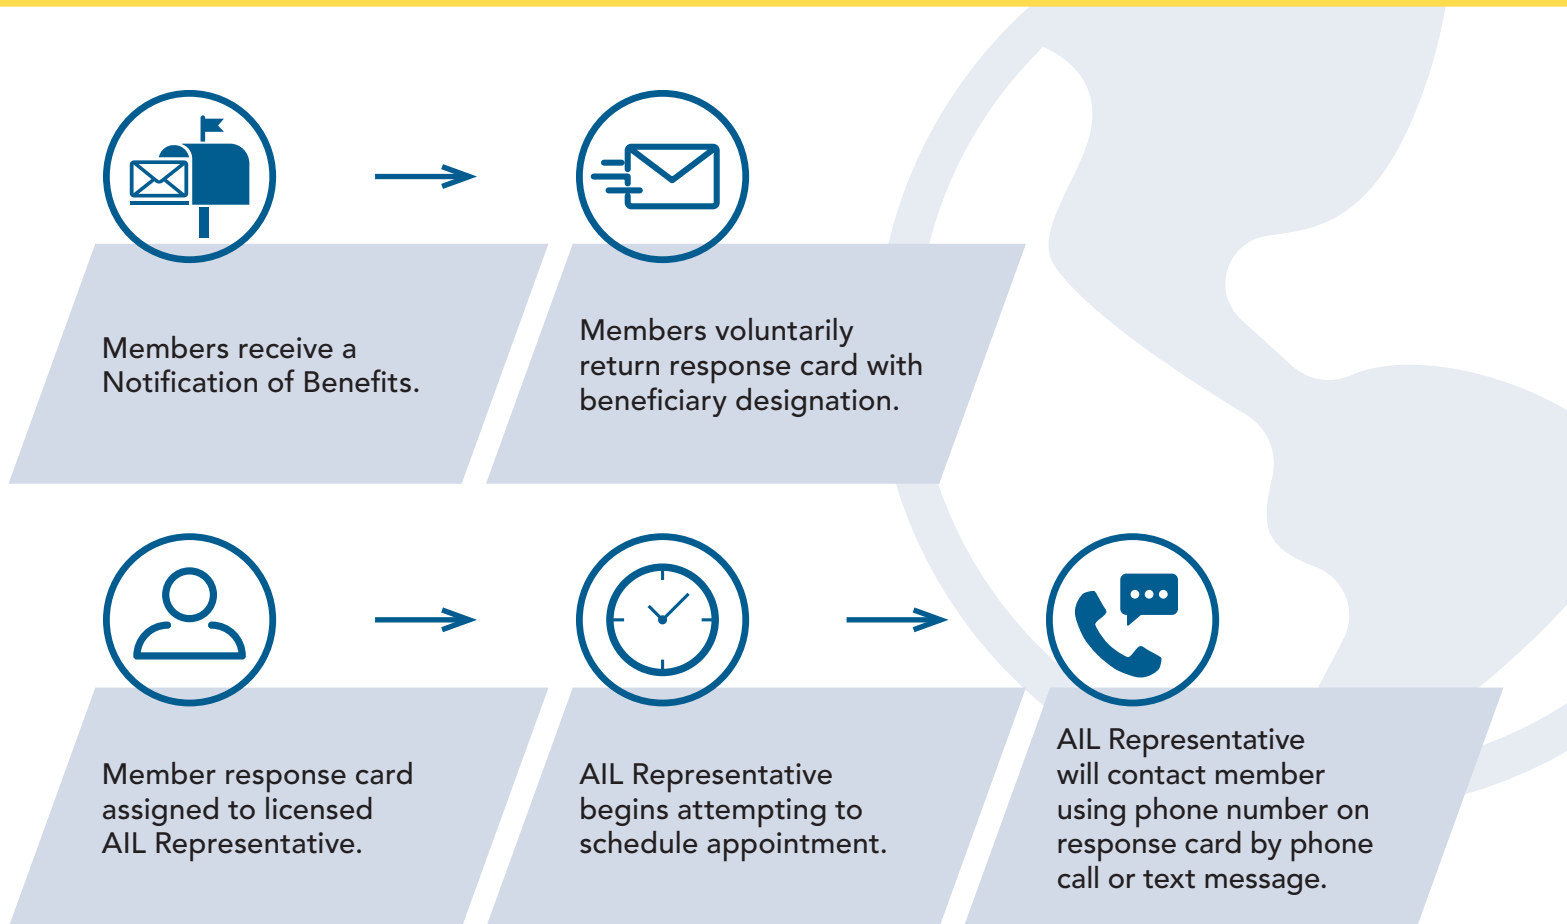 Members receive a
Notification of Benefits.
Members voluntarily
return response card with
beneficiary designation.
Member response card
assigned to licensed
AIL Representative.
AIL Representative
begins attempting to
schedule appointment.
AIL Representative
will contact member
using phone number on
response card by phone
call or text message.